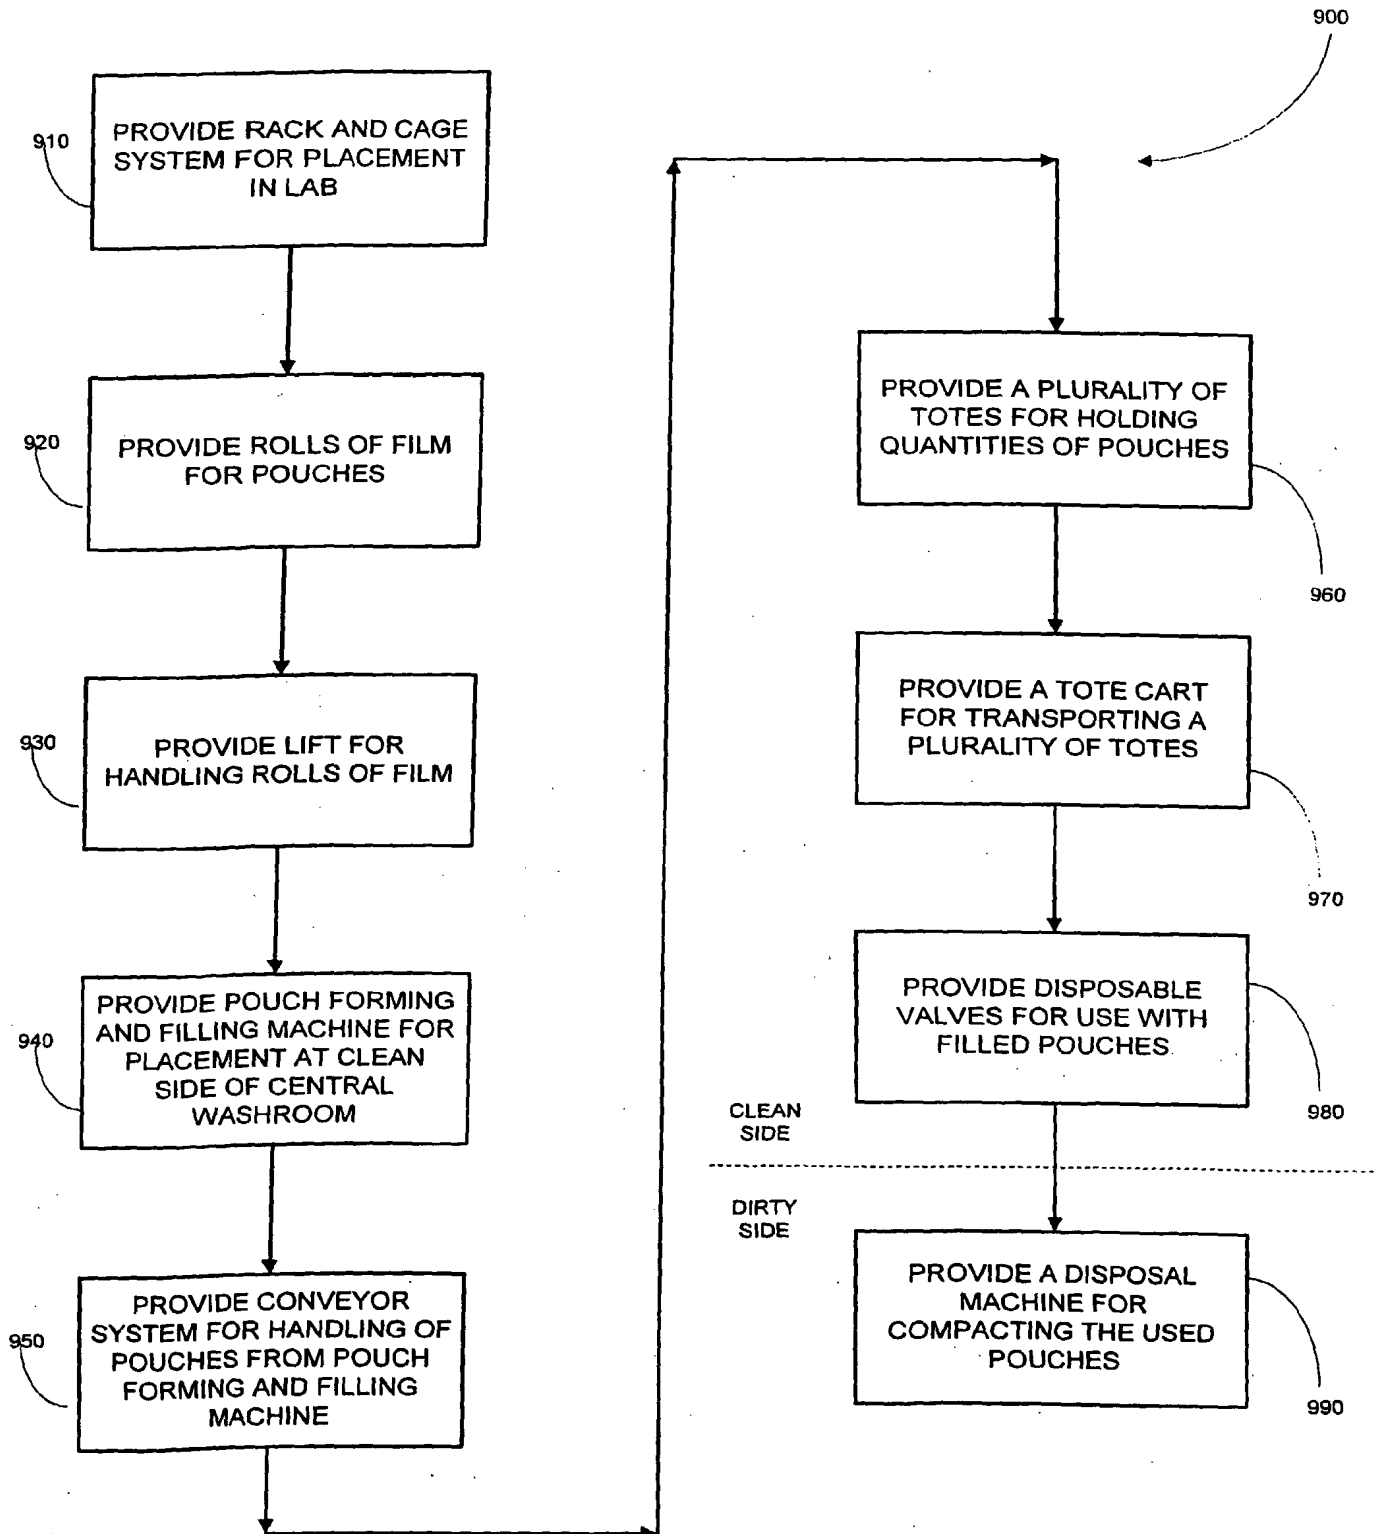 900
910
PROVIDE RACK AND CAGE
SYSTEM FOR PLACEMENT
IN LAB
920
PROVIDE ROLLS OF FILM
FOR POUCHES
930
PROVIDE LIFT FOR
HANDLING ROLLS OF FILM
940
PROVIDE POUCH FORMING
AND FILLING MACHINE FOR
PLACEMENT AT CLEAN
SIDE OF CENTRAL
WASHROOM
950
PROVIDE CONVEYOR
SYSTEM FOR HANDLING OF
POUCHES FROM POUCH
FORMING AND FILLING
MACHINE
PROVIDE A PLURALITY OF
TOTES FOR HOLDING
QUANTITIES OF POUCHES
960
PROVIDE A TOTE CART
FOR TRANSPORTING A
PLURALITY OF TOTES
970
PROVIDE DISPOSABLE
VALVES FOR USE WITH
FILLED POUCHES
980
CLEAN
SIDE
DIRTY
SIDE
PROVIDE A DISPOSAL
MACHINE FOR
COMPACTING THE USED
POUCHES
990